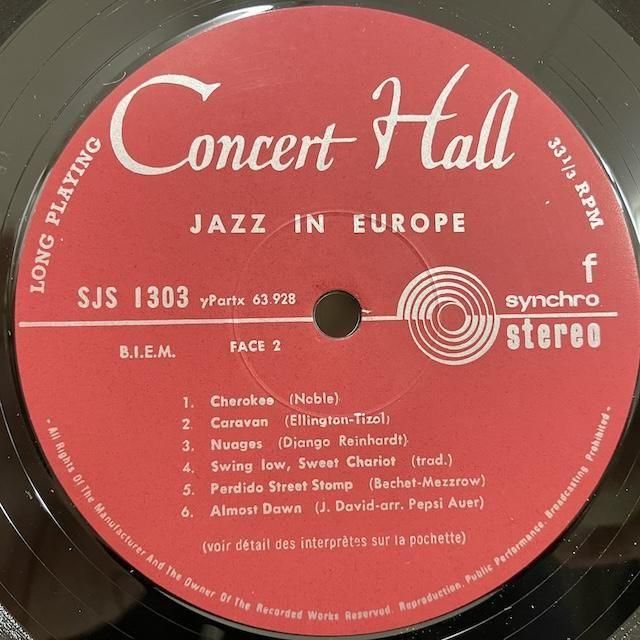 Concert Hall
LONG PLAYING
33 1/3 RPM
JAZZ IN EUROPE
f
SJS 1303 yPartx 63.928
synchro
stereo
B.I.E.M. FACE 2
1. Cherokee (Noble)
2. Caravan (Ellington-Tizol)
3. Nuages (Django Reinhardt)
4. Swing low, Sweet Chariot (trad.)
5. Perdido Street Stomp (Bechet-Mezzrow)
6. Almost Dawn (J. David-arr. Pepsi Auer)
(voir détail des interprètes sur la pochette)
- All Rights Of The Manufacturer And The Owner Of The Recorded Works Reserved. Reproduction. Public Performance. Broadcasting Prohibited -